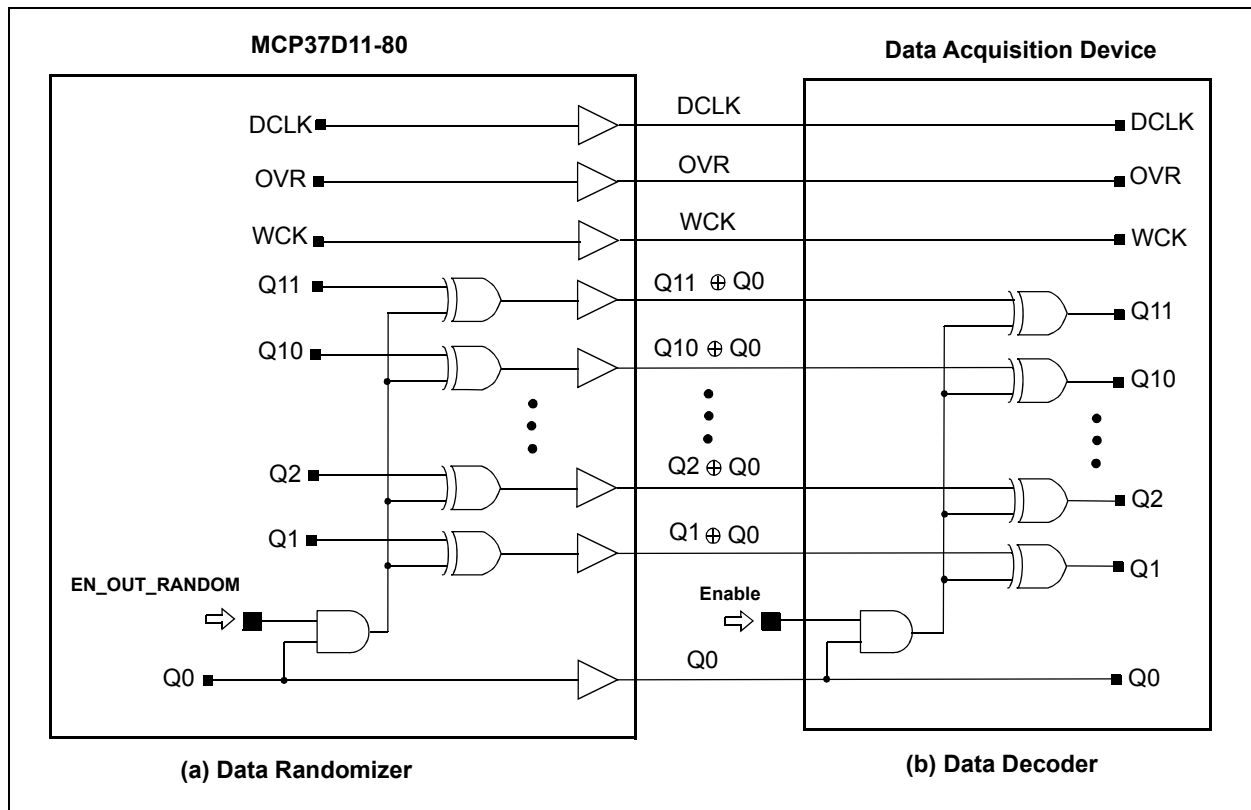 MCP37D11-80
Data Acquisition Device
DCLK
DCLK
DCLK
OVR
OVR
OVR
WCK
WCK
WCK
Q11
Q11 ⊕ Q0
Q11
Q10
Q10 ⊕ Q0
Q10
Q2
Q2 ⊕ Q0
Q2
Q1
Q1 ⊕ Q0
Q1
EN_OUT_RANDOM
Enable
Q0
Q0
Q0
(a) Data Randomizer
(b) Data Decoder